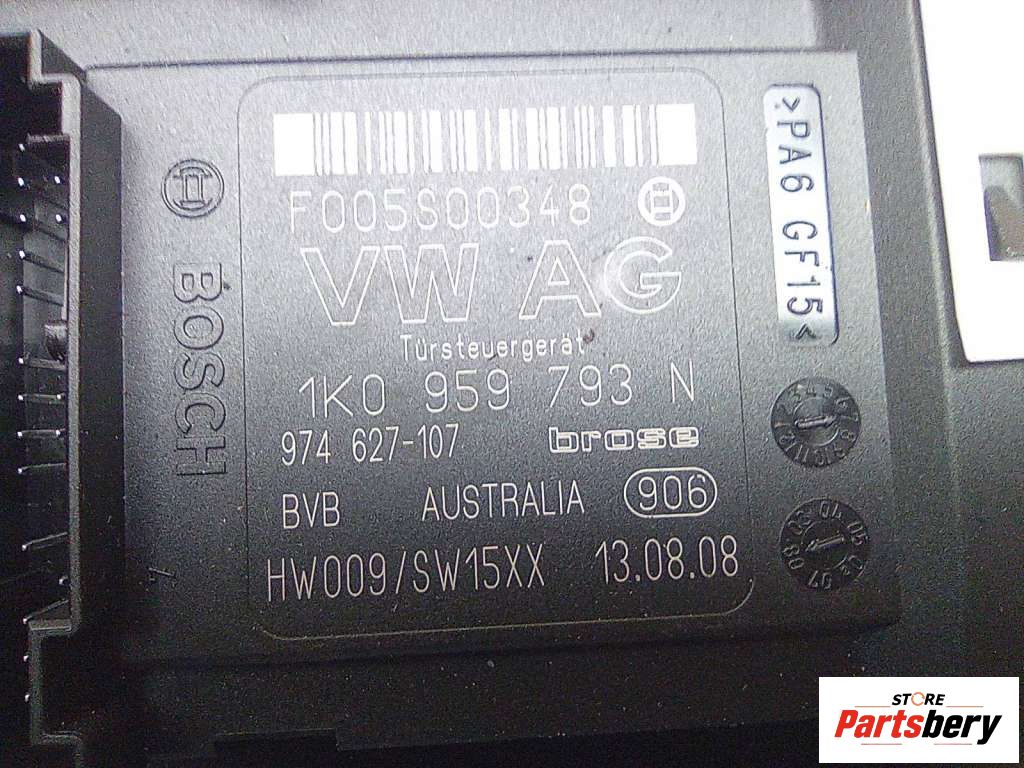 F005S00348
VW AG
Türsteuergerät
1K0 959 793 N
974 627-107 brose
BVB AUSTRALIA 906
HW009/SW15XX 13.08.08
BOSCH
>PA6 GF15<
STORE
Partsbery